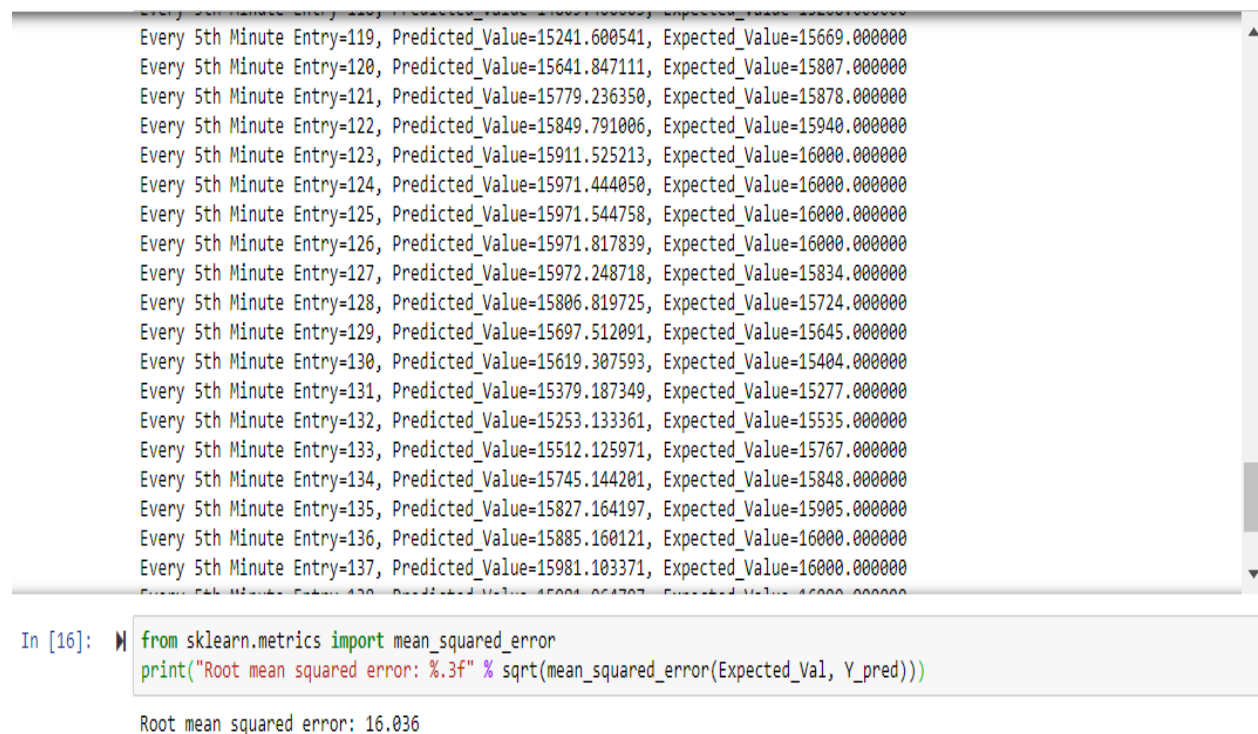 Every 5th Minute Entry=118, Predicted_Value=
Every 5th Minute Entry=119, Predicted_Value=15241.600541, Expected_Value=15669.000000
Every 5th Minute Entry=120, Predicted_Value=15641.847111, Expected_Value=15807.000000
Every 5th Minute Entry=121, Predicted_Value=15779.236350, Expected_Value=15878.000000
Every 5th Minute Entry=122, Predicted_Value=15849.791006, Expected_Value=15940.000000
Every 5th Minute Entry=123, Predicted_Value=15911.525213, Expected_Value=16000.000000
Every 5th Minute Entry=124, Predicted_Value=15971.444050, Expected_Value=16000.000000
Every 5th Minute Entry=125, Predicted_Value=15971.544758, Expected_Value=16000.000000
Every 5th Minute Entry=126, Predicted_Value=15971.817839, Expected_Value=16000.000000
Every 5th Minute Entry=127, Predicted_Value=15972.248718, Expected_Value=15834.000000
Every 5th Minute Entry=128, Predicted_Value=15806.819725, Expected_Value=15724.000000
Every 5th Minute Entry=129, Predicted_Value=15697.512091, Expected_Value=15645.000000
Every 5th Minute Entry=130, Predicted_Value=15619.307593, Expected_Value=15404.000000
Every 5th Minute Entry=131, Predicted_Value=15379.187349, Expected_Value=15277.000000
Every 5th Minute Entry=132, Predicted_Value=15253.133361, Expected_Value=15535.000000
Every 5th Minute Entry=133, Predicted_Value=15512.125971, Expected_Value=15767.000000
Every 5th Minute Entry=134, Predicted_Value=15745.144201, Expected_Value=15848.000000
Every 5th Minute Entry=135, Predicted_Value=15827.164197, Expected_Value=15905.000000
Every 5th Minute Entry=136, Predicted_Value=15885.160121, Expected_Value=16000.000000
Every 5th Minute Entry=137, Predicted_Value=15981.103371, Expected_Value=16000.000000
In [16]: from sklearn.metrics import mean_squared_error
print("Root mean squared error: %.3f" % sqrt(mean_squared_error(Expected_Val, Y_pred)))
Root mean squared error: 16.036